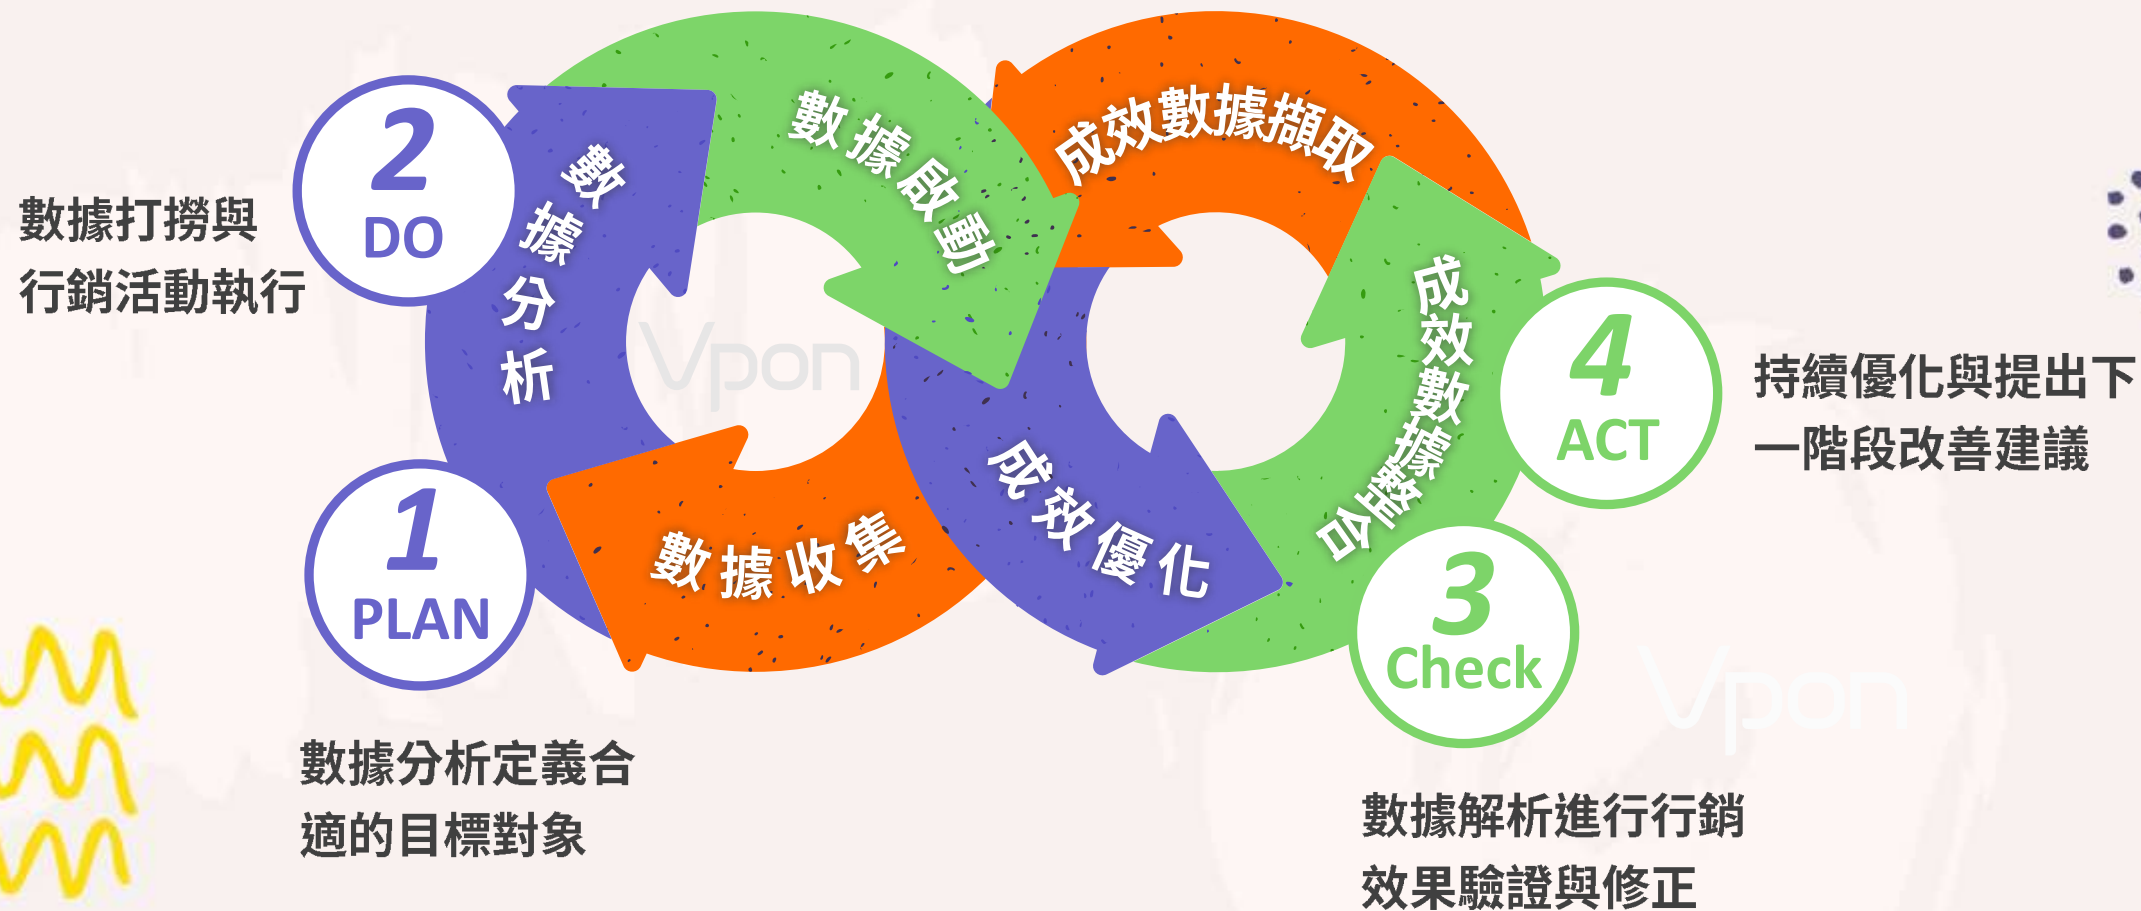 2
DO
數據打撈與
行銷活動執行
1
PLAN
數據分析定義合
適的目標對象
數據分析
數據啟動
數據收集
Vpon
成效數據擷取
成效優化
成效數據整合
4
ACT
持續優化與提出下
一階段改善建議
3
Check
數據解析進行行銷
效果驗證與修正
Vpon